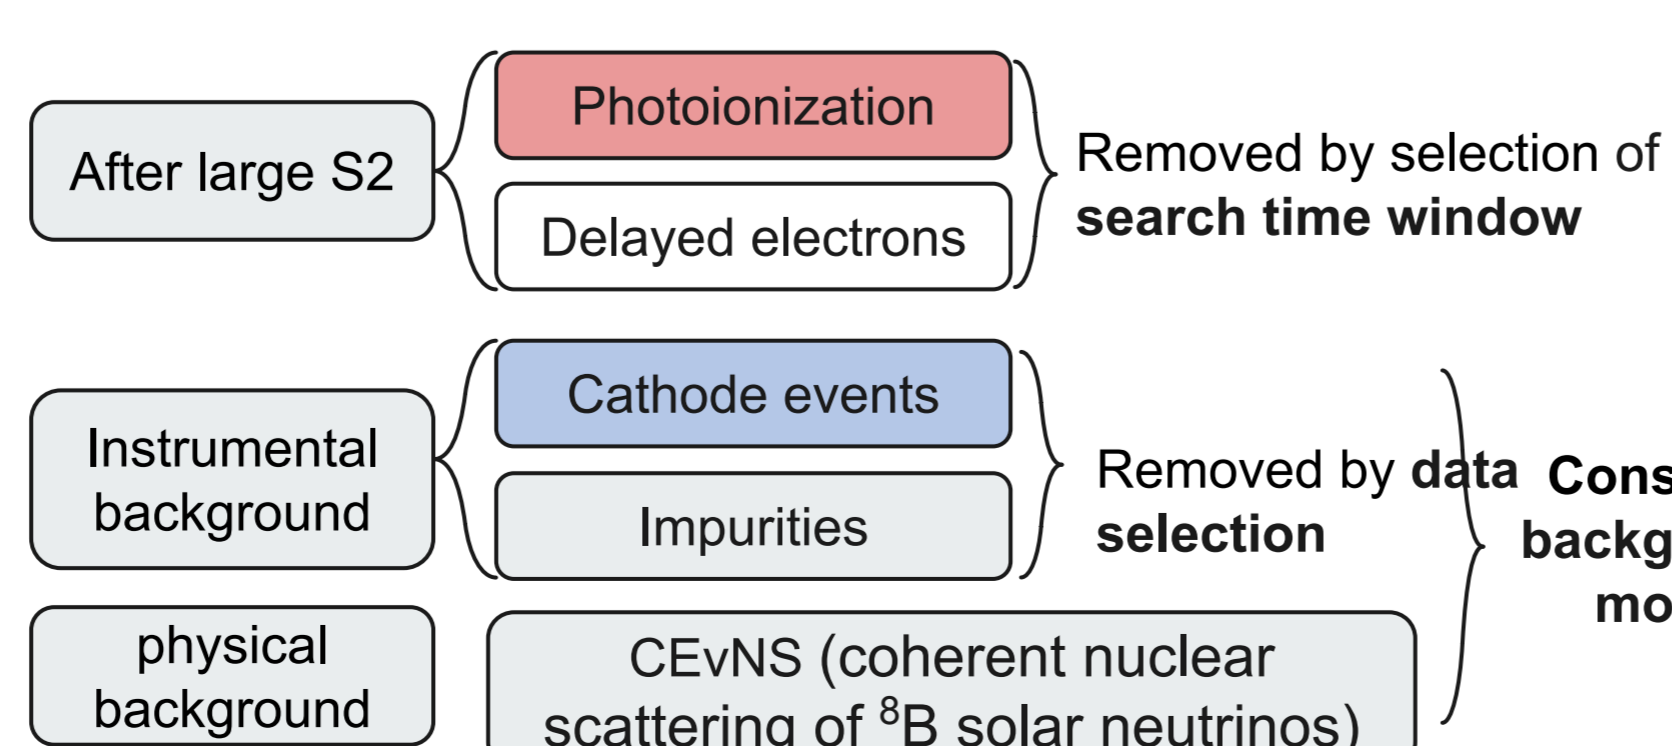 After large S2
Photoionization
Delayed electrons
Removed by selection of
search time window
Instrumental
background
Cathode events
Impurities
Removed by data
selection
physical
background
CEvNS (coherent nuclear
scattering of ⁸B solar neutrinos)